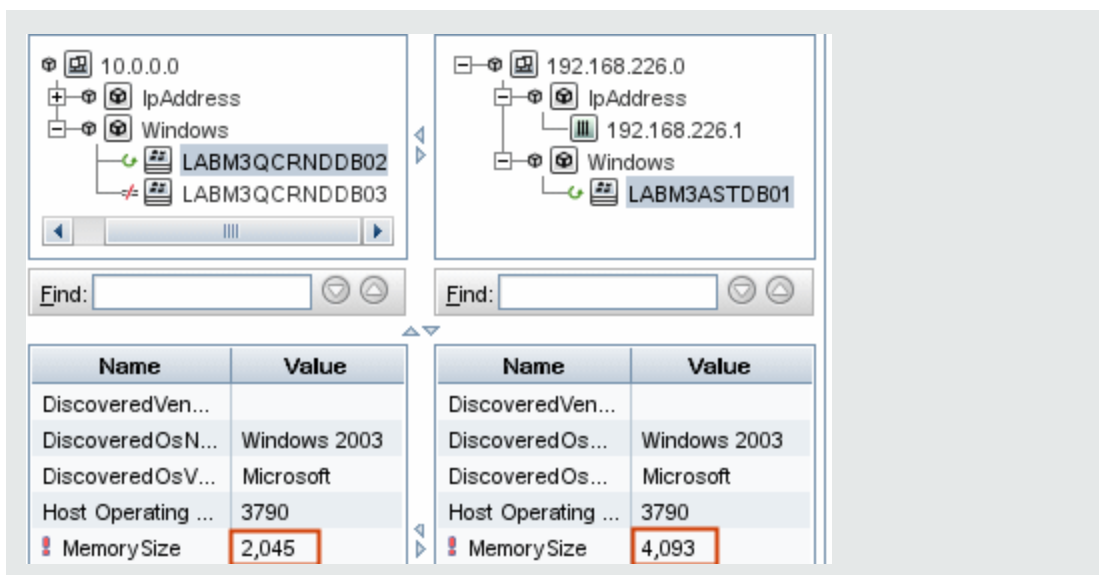 10.0.0.0
IpAddress
Windows
LABM3QCRNDDB02
LABM3QCRNDDB03
Find:
Name Value
DiscoveredVen...
DiscoveredOsN... Windows 2003
DiscoveredOsV... Microsoft
Host Operating ... 3790
MemorySize 2,045
192.168.226.0
IpAddress
192.168.226.1
Windows
LABM3ASTDB01
Find:
Name Value
DiscoveredVen...
DiscoveredOs... Windows 2003
DiscoveredOs... Microsoft
Host Operating ... 3790
MemorySize 4,093